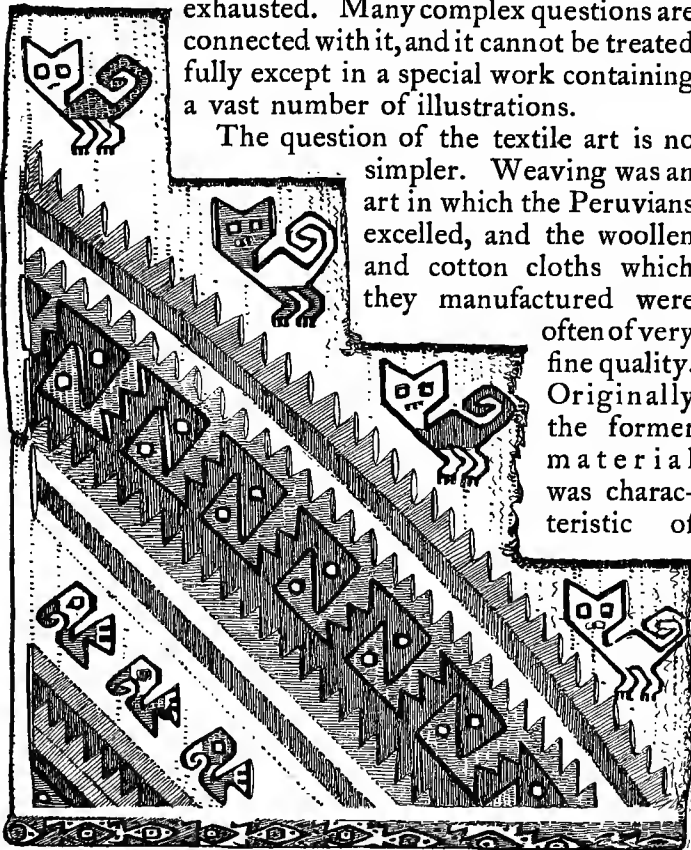 exhausted. Many complex questions are
connected with it, and it cannot be treated
fully except in a special work containing
a vast number of illustrations.
The question of the textile art is no
simpler. Weaving was an
art in which the Peruvians
excelled, and the woollen
and cotton cloths which
they manufactured were
often of very
fine quality.
Originally
the former
material
was charac-
teristic of